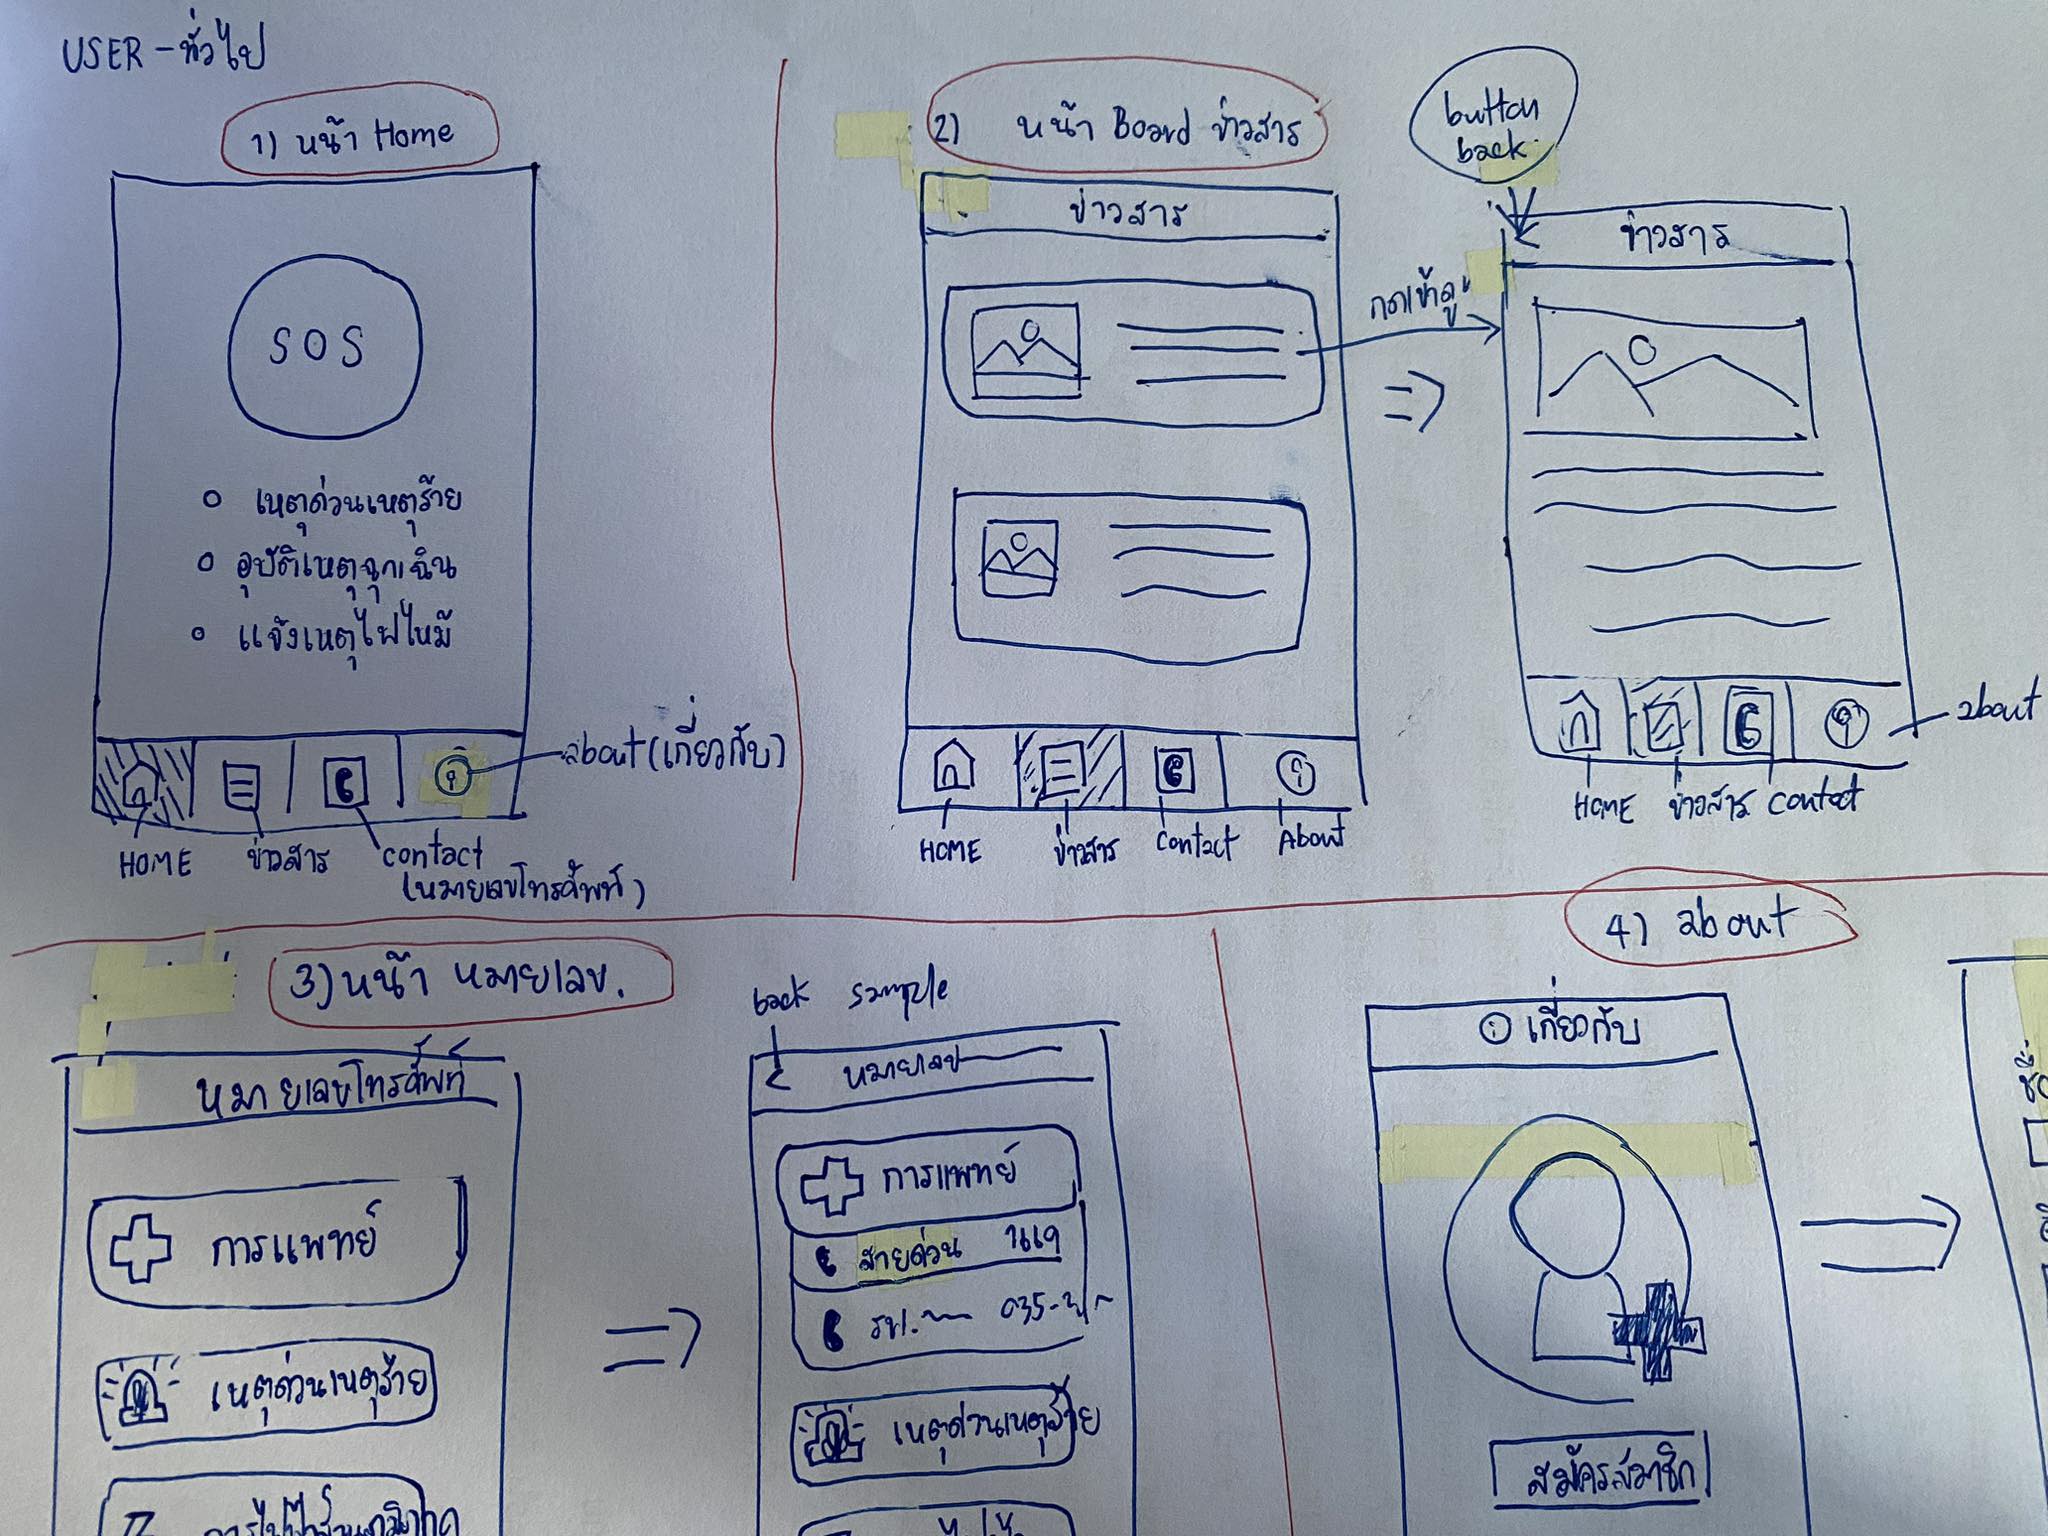 USER - ทั่วไป
1) หน้า Home
SOS
เหตุด่วนเหตุร้าย
อุบัติเหตุฉุกเฉิน
แจ้งเหตุไฟไหม้
about (เกี่ยวกับ)
HOME
ข่าวสาร
contact
(หมายเลขโทรศัพท์)
2) หน้า Board ข่าวสาร
ข่าวสาร
กดเข้าดู
HOME
ข่าวสาร
Contact
About
button
back
ข่าวสาร
about
HOME
ข่าวสาร
Contact
3) หน้า หมายเลข.
หมายเลขโทรศัพท์
การแพทย์
เหตุด่วนเหตุร้าย
back sample
<
หมายเลข
การแพทย์
สายด่วน 1669
รพ. 035-
เหตุด่วนเหตุร้าย
4) about
เกี่ยวกับ
สมัครสมาชิก